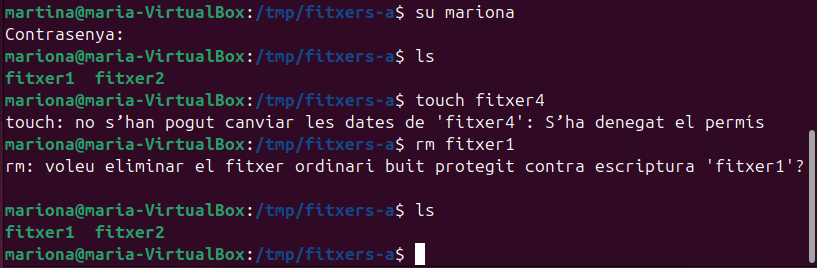 martina@maria-VirtualBox:/tmp/fitxers-a$ su mariona
Contrasenya:
mariona@maria-VirtualBox:/tmp/fitxers-a$ ls
fitxer1  fitxer2
mariona@maria-VirtualBox:/tmp/fitxers-a$ touch fitxer4
touch: no s’han pogut canviar les dates de 'fitxer4': S’ha denegat el permís
mariona@maria-VirtualBox:/tmp/fitxers-a$ rm fitxer1
rm: voleu eliminar el fitxer ordinari buit protegit contra escriptura 'fitxer1'?
mariona@maria-VirtualBox:/tmp/fitxers-a$ ls
fitxer1  fitxer2
mariona@maria-VirtualBox:/tmp/fitxers-a$